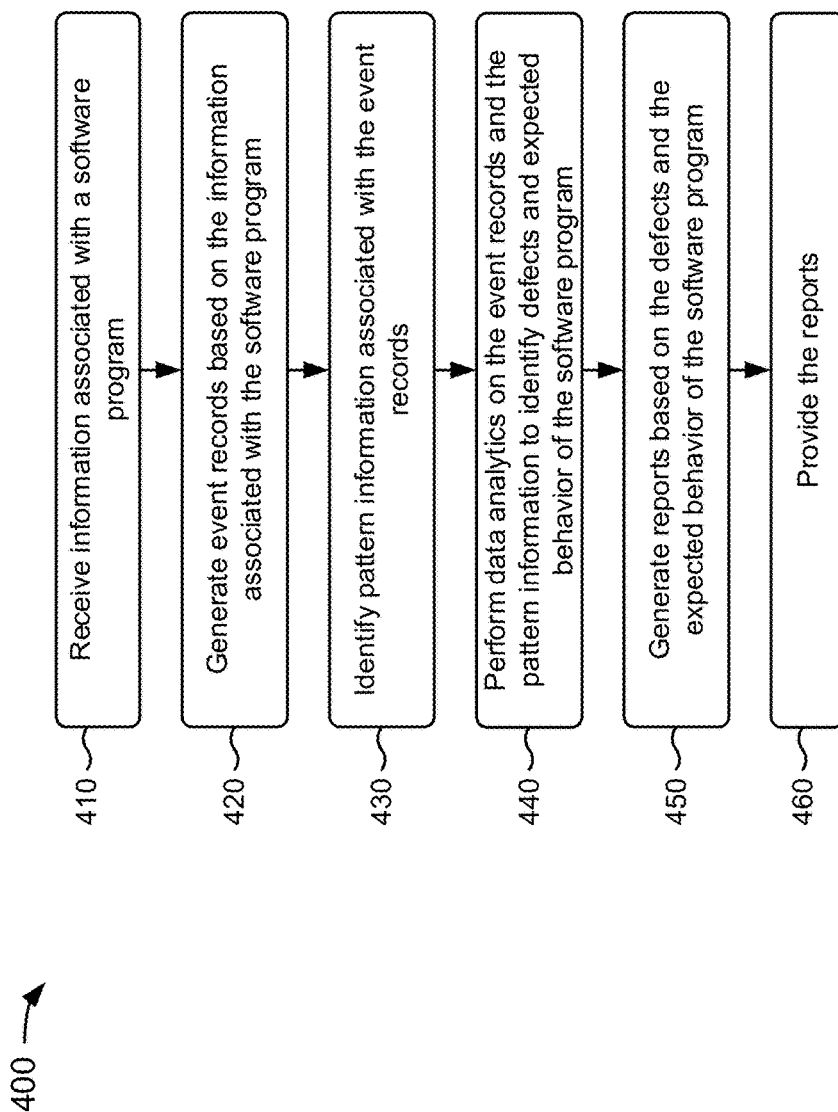 400
410
Receive information associated with a software
program
420
Generate event records based on the information
associated with the software program
430
Identify pattern information associated with the event
records
440
Perform data analytics on the event records and the
pattern information to identify defects and expected
behavior of the software program
450
Generate reports based on the defects and the
expected behavior of the software program
460
Provide the reports